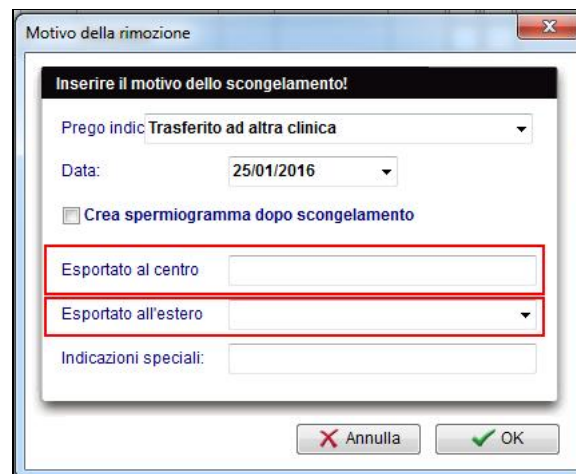 Motivo della rimozione
Inserire il motivo dello scongelamento!
Prego indic Trasferito ad altra clinica
Data: 25/01/2016
Crea spermiogramma dopo scongelamento
Esportato al centro
Esportato all'estero
Indicazioni speciali:
Annulla OK